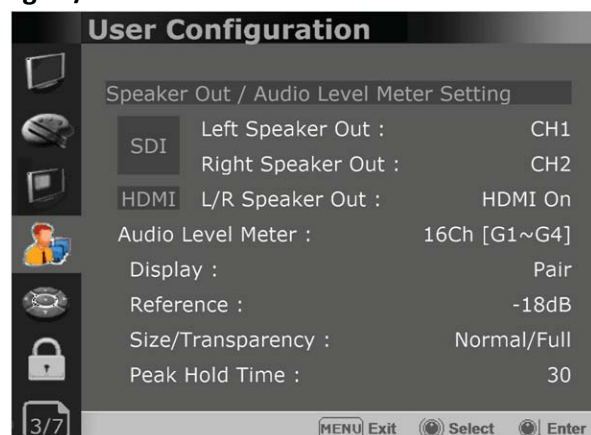 User Configuration
Speaker Out / Audio Level Meter Setting
SDI
Left Speaker Out : CH1
Right Speaker Out : CH2
HDMI L/R Speaker Out : HDMI On
Audio Level Meter : 16Ch [G1~G4]
Display : Pair
Reference : -18dB
Size/Transparency : Normal/Full
Peak Hold Time : 30
3/7 MENU Exit Select Enter